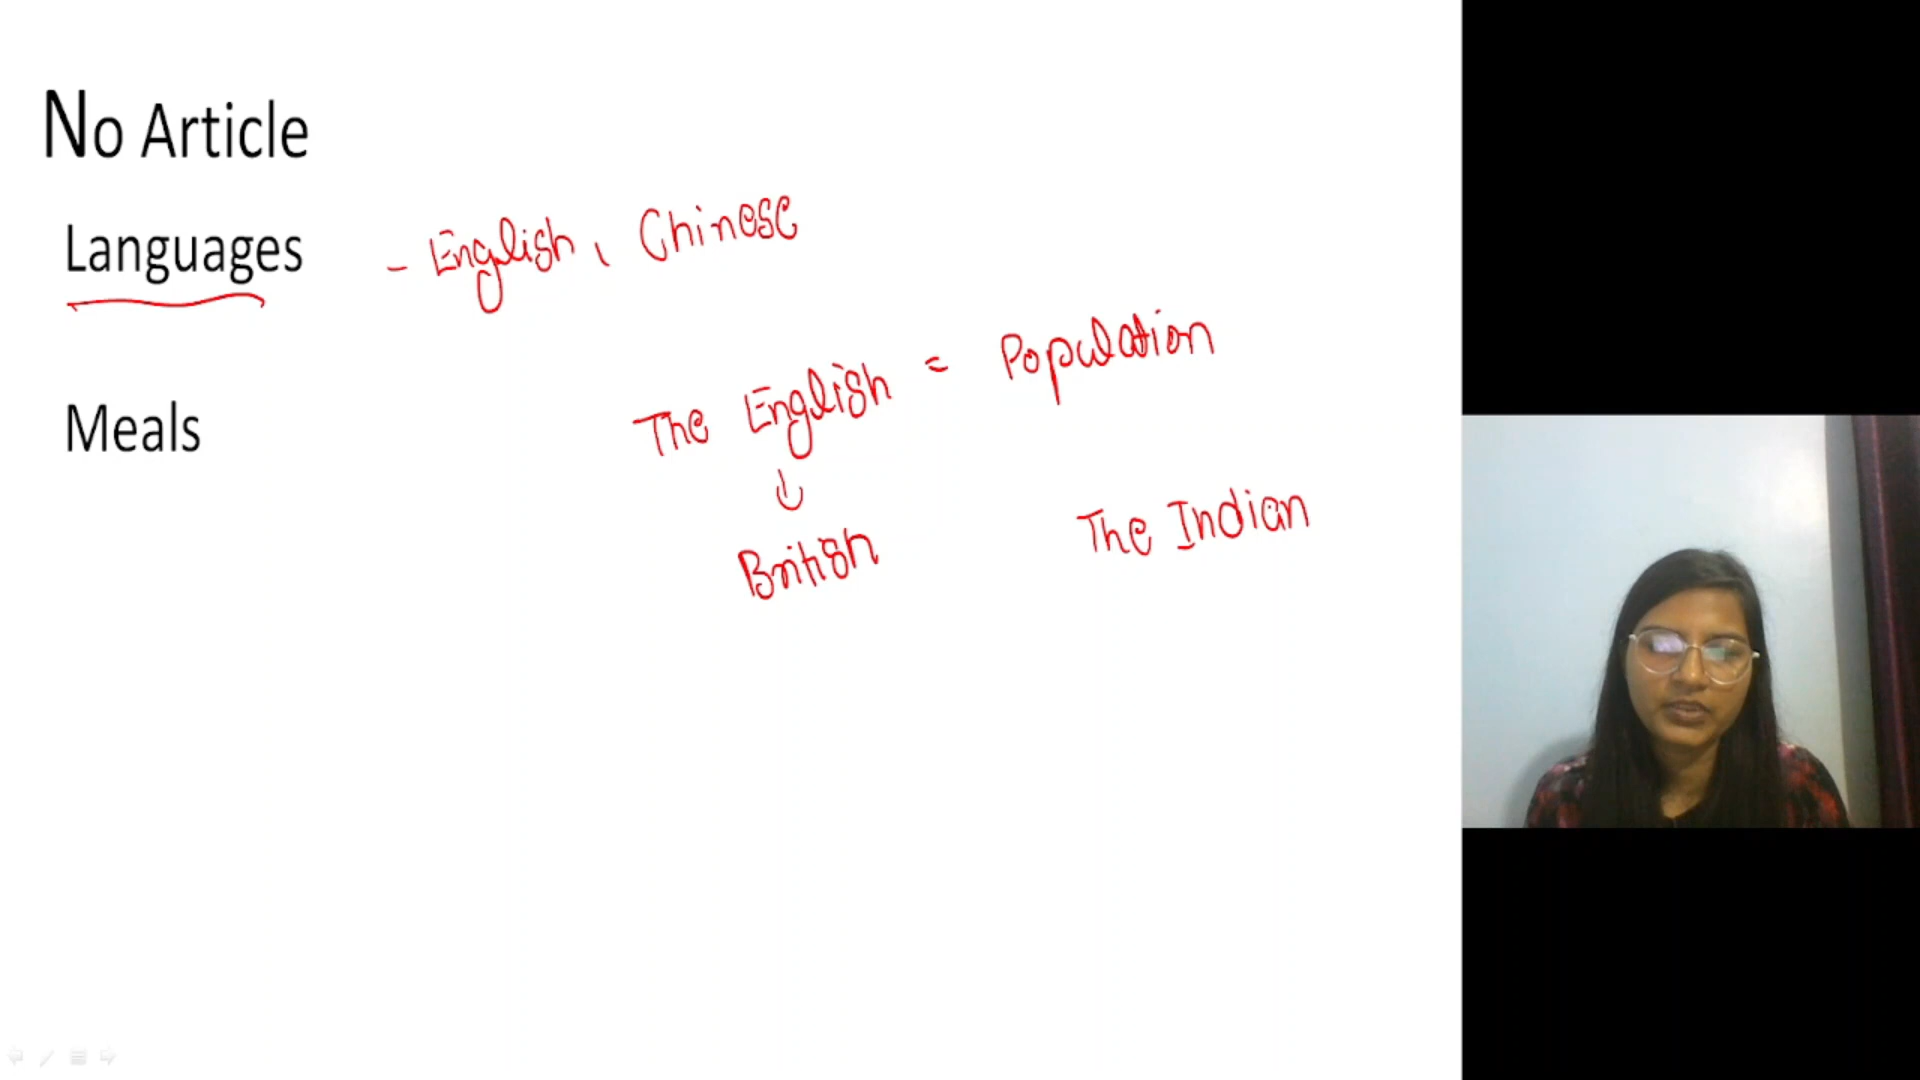 No Article
Languages - English, Chinese
The English = Population
Meals
British
The Indian